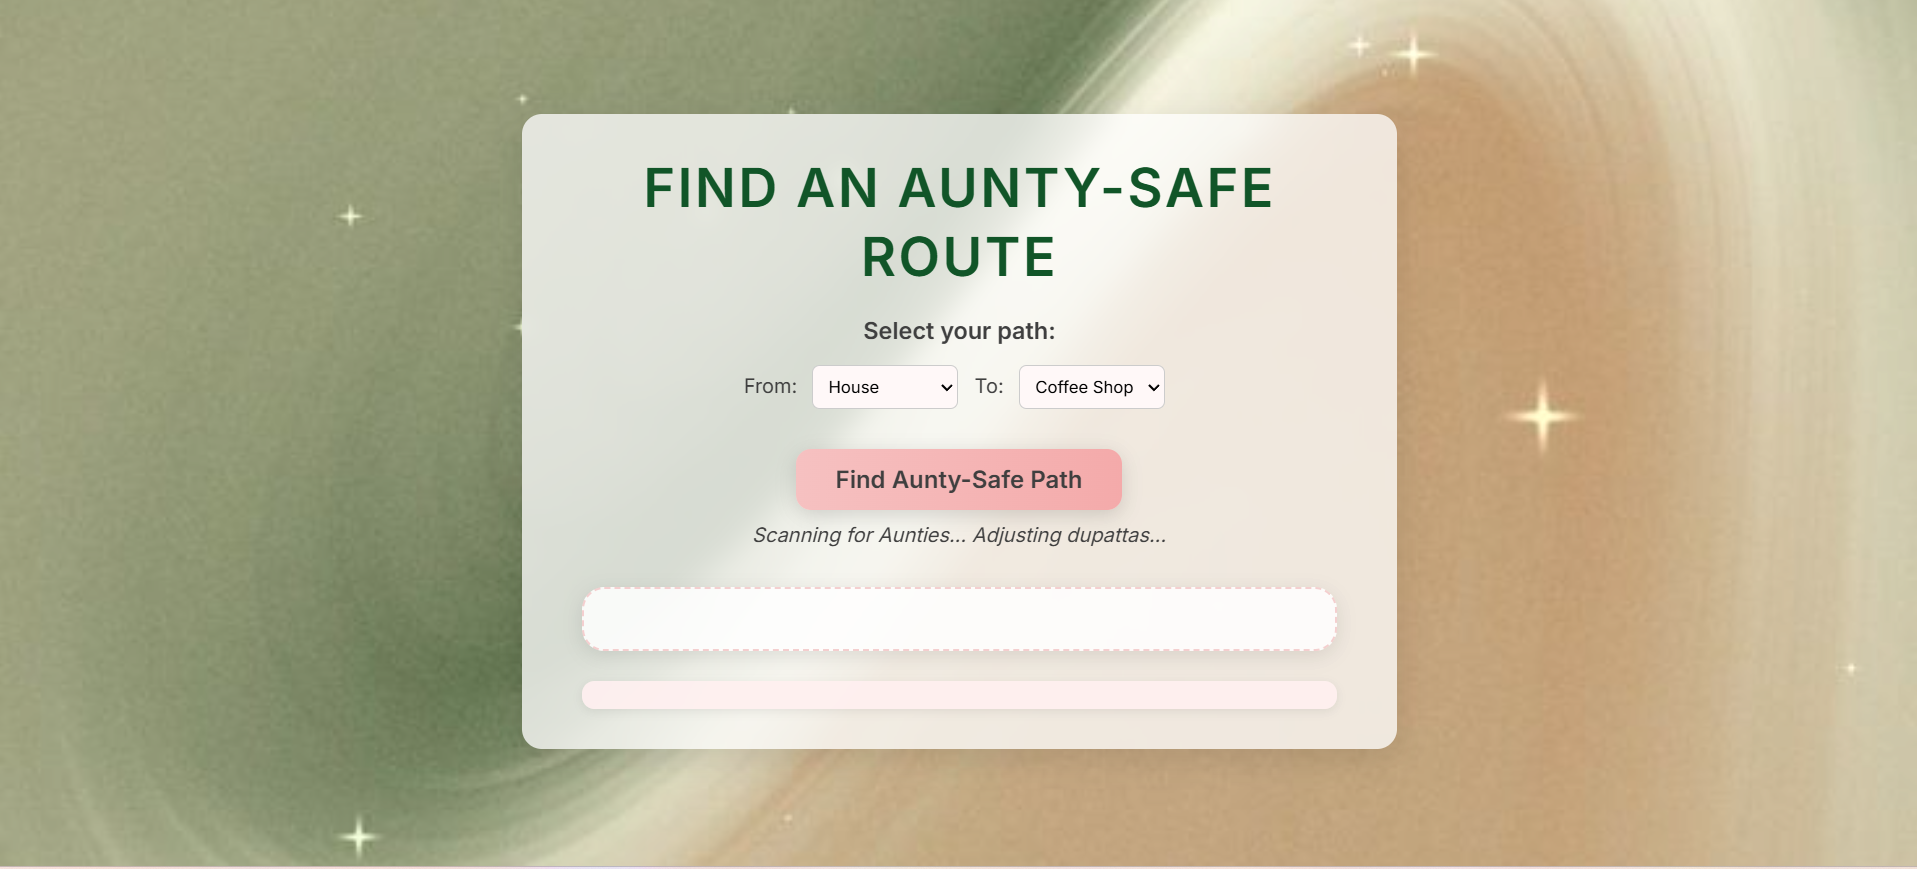 FIND AN AUNTY-SAFE
ROUTE
Select your path:
From: House To: Coffee Shop
Find Aunty-Safe Path
Scanning for Aunties... Adjusting dupattas...